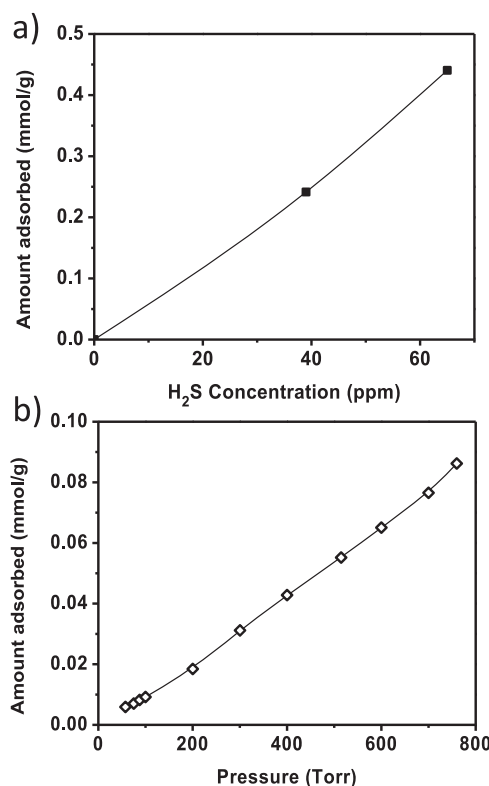 a)
0.5
0.4
0.3
0.2
0.1
0.0
Amount adsorbed (mmol/g)
0 20 40 60
H₂S Concentration (ppm)
b)
0.10
0.08
0.06
0.04
0.02
0.00
Amount adsorbed (mmol/g)
0 200 400 600 800
Pressure (Torr)